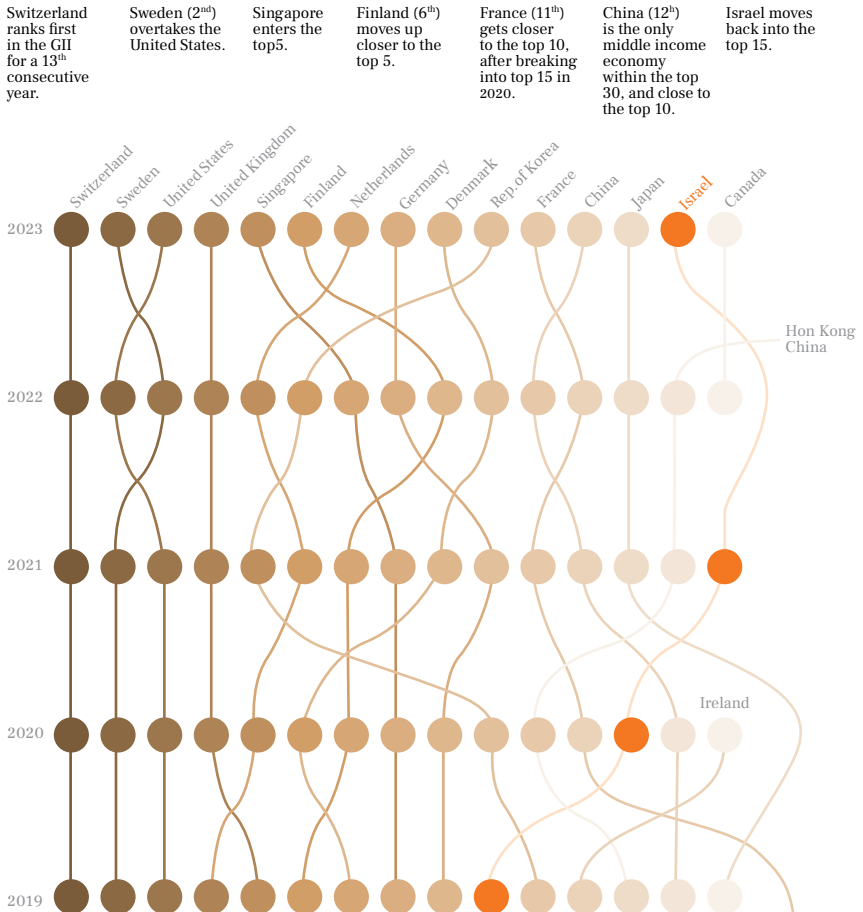 Switzerland
ranks first
in the GII
for a 13th
consecutive
year.
Sweden (2nd)
overtakes the
United States.
Singapore
enters the
top5.
Finland (6th)
moves up
closer to the
top 5.
France (11th)
gets closer
to the top 10,
after breaking
into top 15 in
2020.
China (12h)
is the only
middle income
economy
within the top
30, and close to
the top 10.
Israel moves
back into the
top 15.
Switzerland
Sweden
United States
United Kingdom
Singapore
Finland
Netherlands
Germany
Denmark
Rep. of Korea
France
China
Japan
Israel
Canada
2023
Hon Kong
China
2022
2021
Ireland
2020
2019